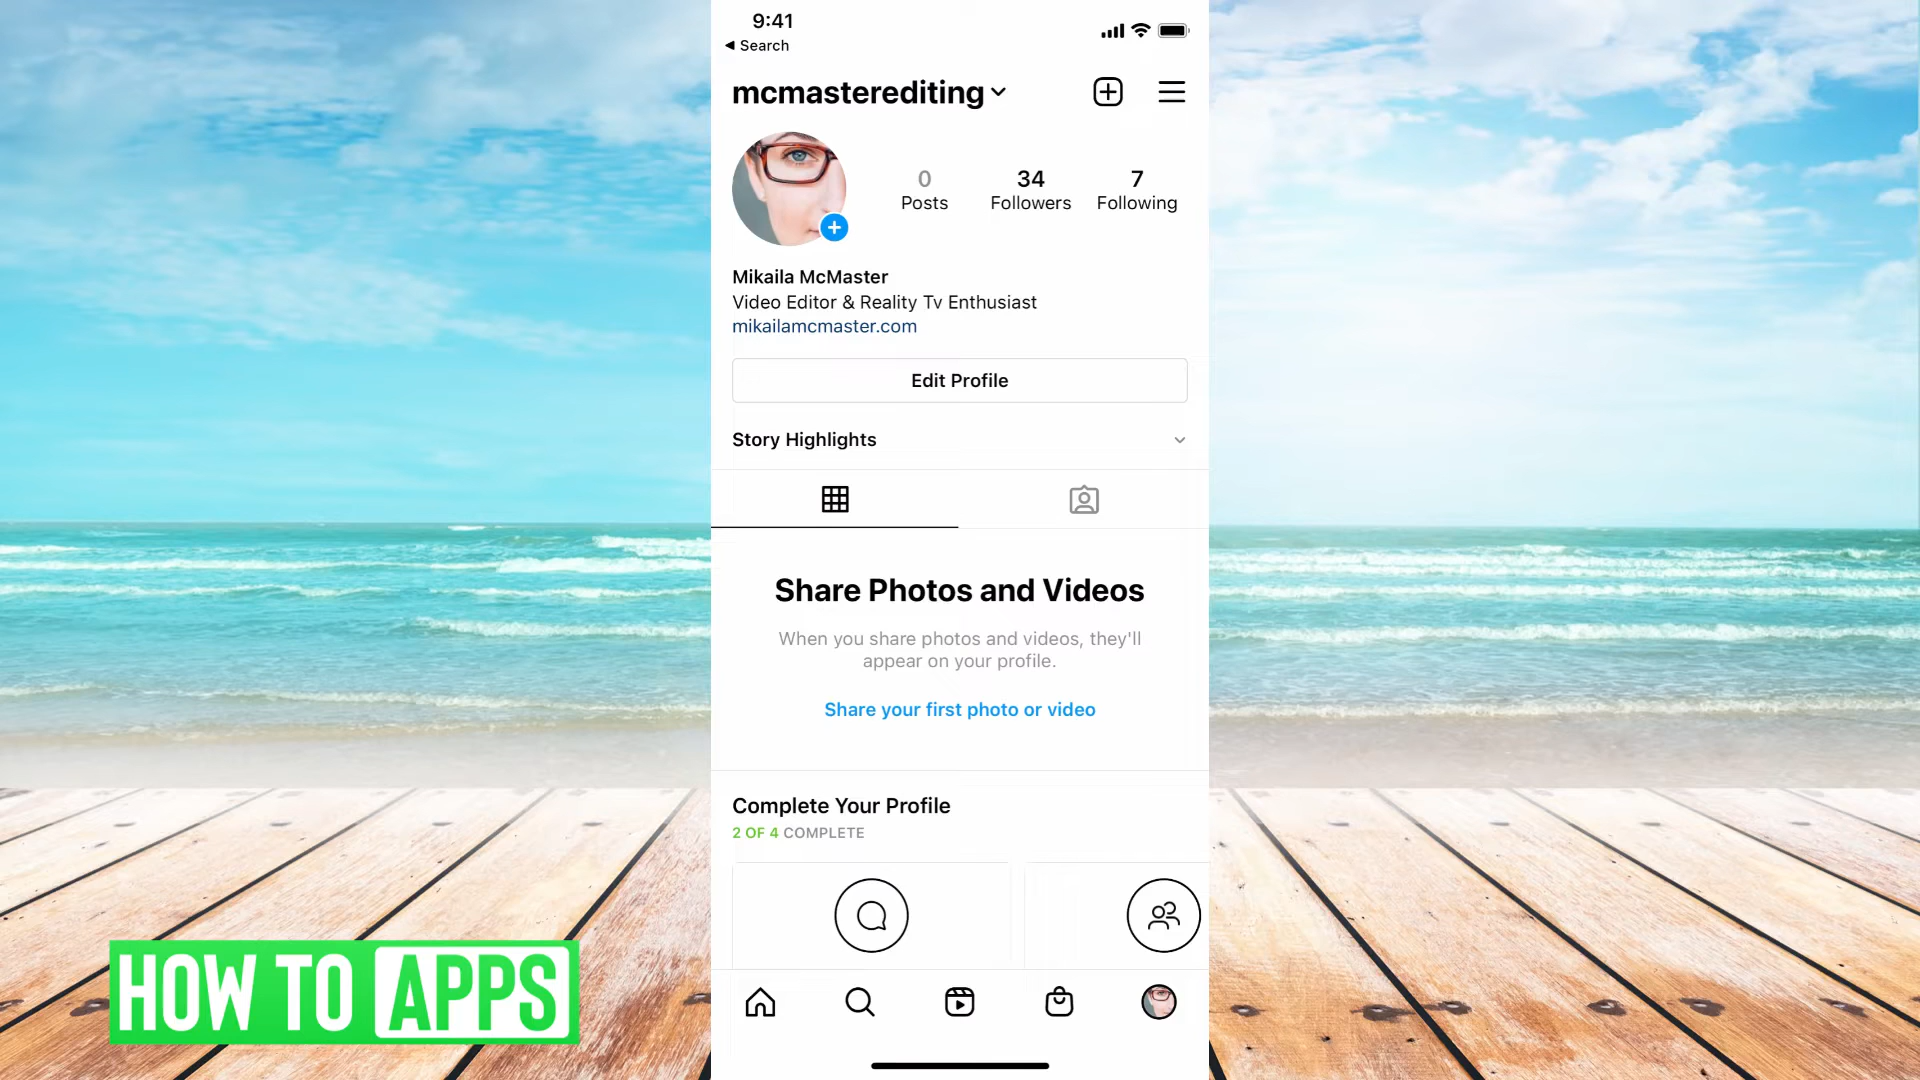 9:41
Search
mcmasterediting
0
Posts
34
Followers
7
Following
Mikaila McMaster
Video Editor & Reality Tv Enthusiast
mikailamcmaster.com
Edit Profile
Story Highlights
Share Photos and Videos
When you share photos and videos, they'll
appear on your profile.
Share your first photo or video
Complete Your Profile
2 OF 4 COMPLETE
HOW TO APPS